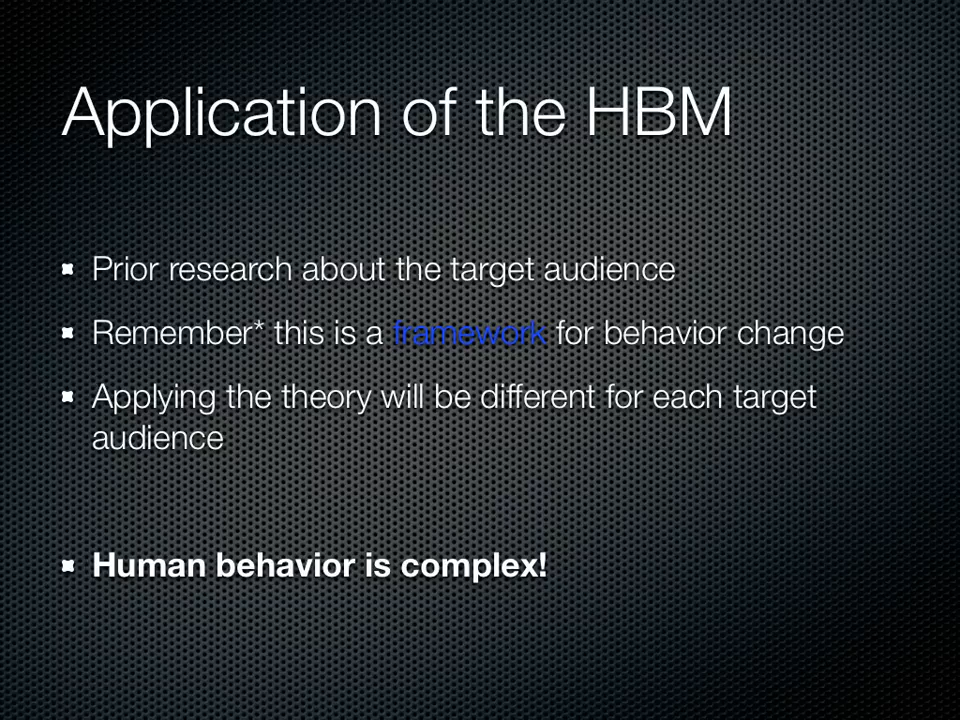 Application of the HBM
Prior research about the target audience
Remember* this is a framework for behavior change
Applying the theory will be different for each target
audience
Human behavior is complex!